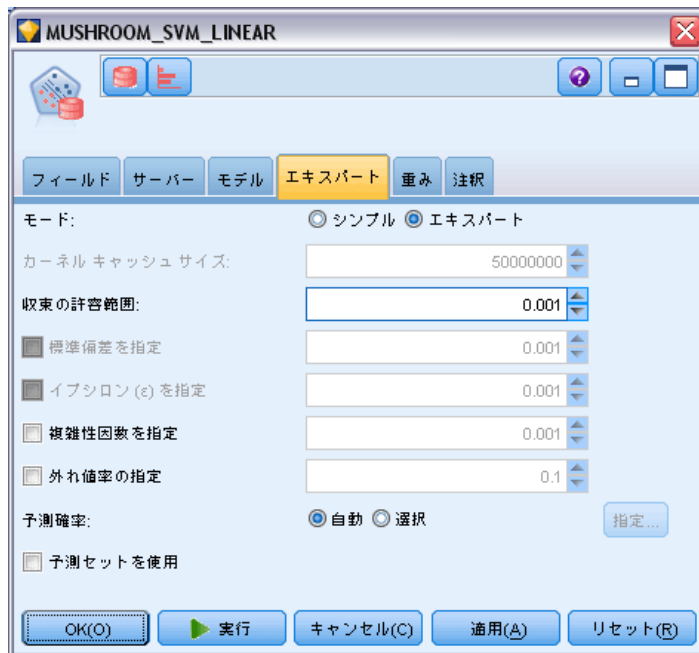 MUSHROOM_SVM_LINEAR
フィールド サーバー モデル エキスパート 重み 注釈
モード: シンプル エキスパート
カーネル キャッシュ サイズ: 50000000
収束の許容範囲: 0.001
標準偏差を指定 0.001
イプシロン (ε) を指定 0.001
複雑性因数を指定 0.001
外れ値率の指定 0.1
予測確率: 自動 選択 指定...
予測セットを使用
OK(O) 実行 キャンセル(C) 適用(A) リセット(R)